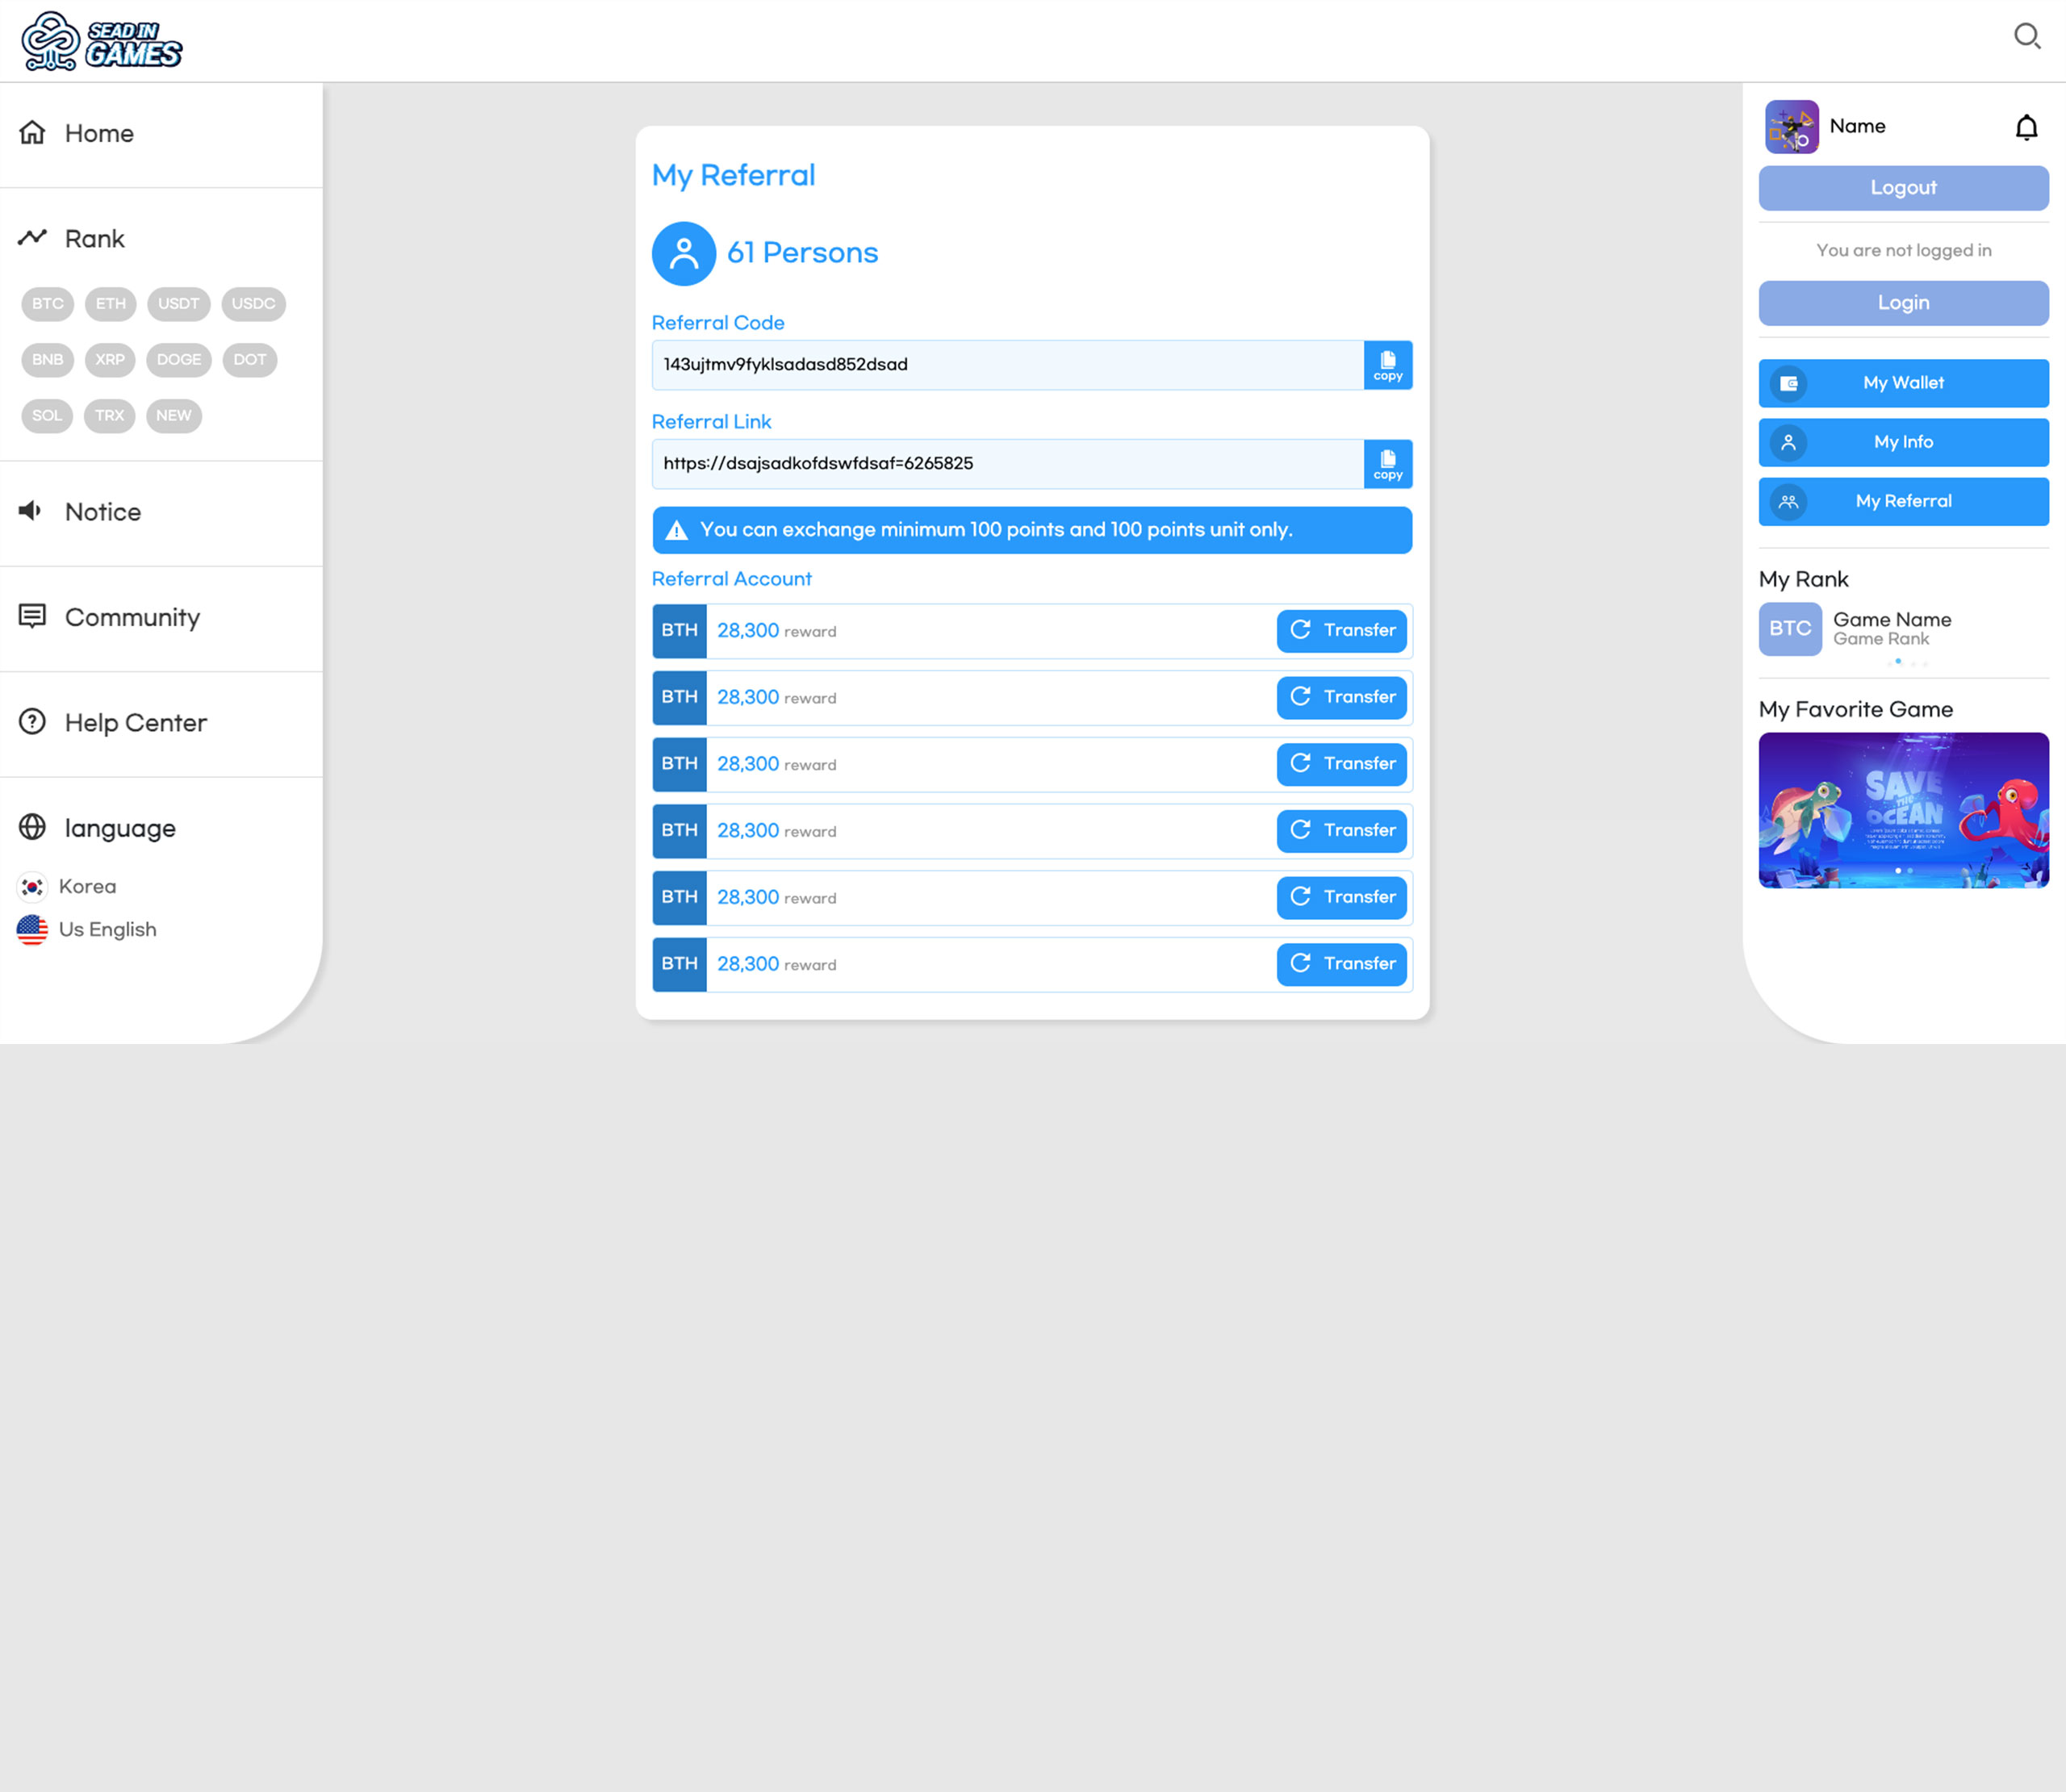 SEAD IN
GAMES
Home
Rank
BTC ETH USDT USDC
BNB XRP DOGE DOT
SOL TRX NEW
Notice
Community
Help Center
language
Korea
Us English
My Referral
61 Persons
Referral Code
143ujtmv9fyklsadasd852dsad
copy
Referral Link
https://dsajsadkofdswfdsaf=6265825
copy
You can exchange minimum 100 points and 100 points unit only.
Referral Account
BTH 28,300 reward Transfer
BTH 28,300 reward Transfer
BTH 28,300 reward Transfer
BTH 28,300 reward Transfer
BTH 28,300 reward Transfer
BTH 28,300 reward Transfer
Name
Logout
You are not logged in
Login
My Wallet
My Info
My Referral
My Rank
BTC
Game Name
Game Rank
My Favorite Game
SAVE
THE
OCEAN